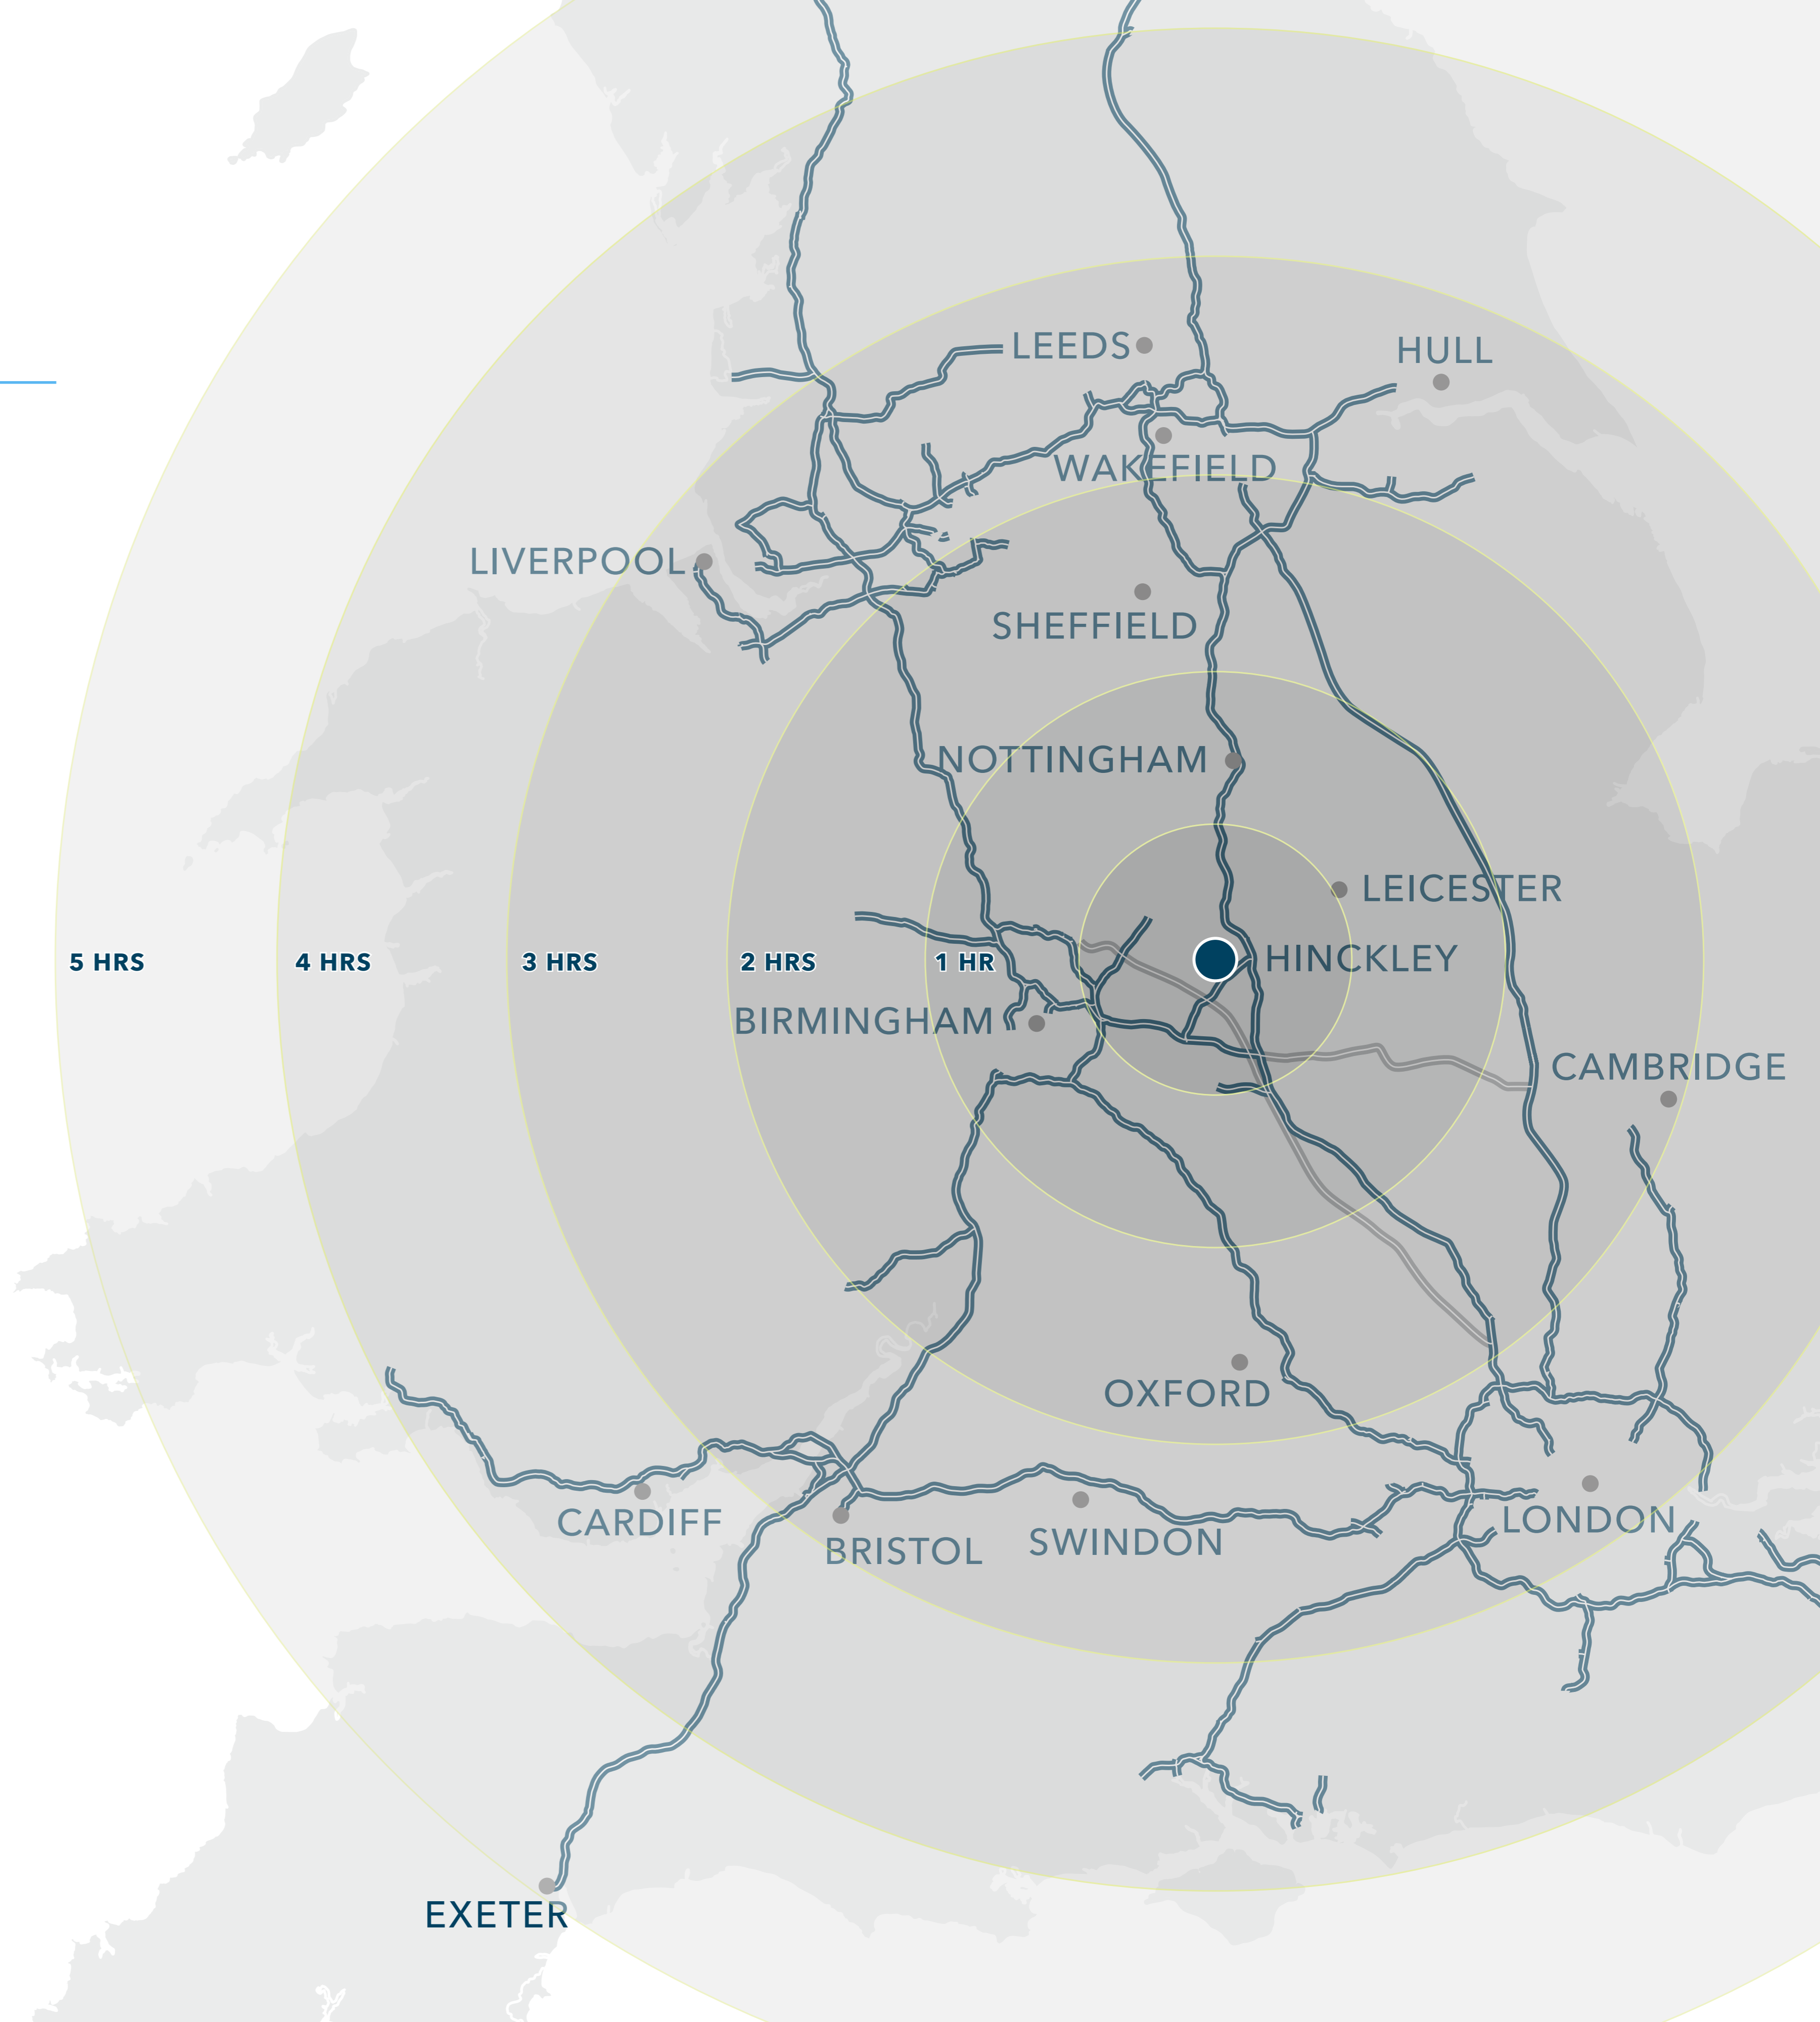 LEEDS
HULL
WAKEFIELD
LIVERPOOL
SHEFFIELD
NOTTINGHAM
LEICESTER
HINCKLEY
5 HRS
4 HRS
3 HRS
2 HRS
1 HR
BIRMINGHAM
CAMBRIDGE
OXFORD
CARDIFF
BRISTOL
SWINDON
LONDON
EXETER